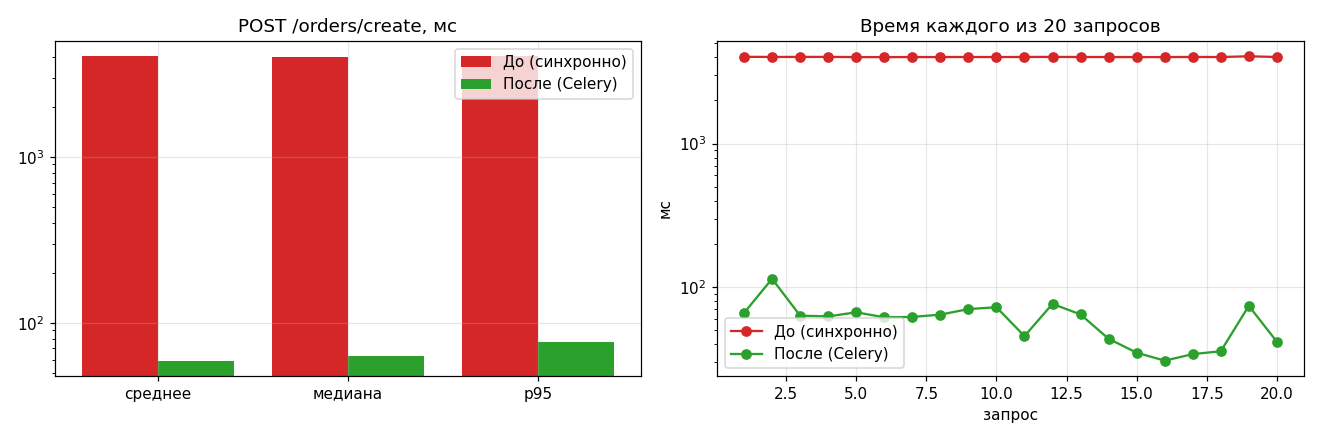 POST /orders/create, мс
До (синхронно)
После (Celery)
10³
10²
среднее
медиана
p95
Время каждого из 20 запросов
мс
10³
10²
До (синхронно)
После (Celery)
2.5
5.0
7.5
10.0
12.5
15.0
17.5
20.0
запрос